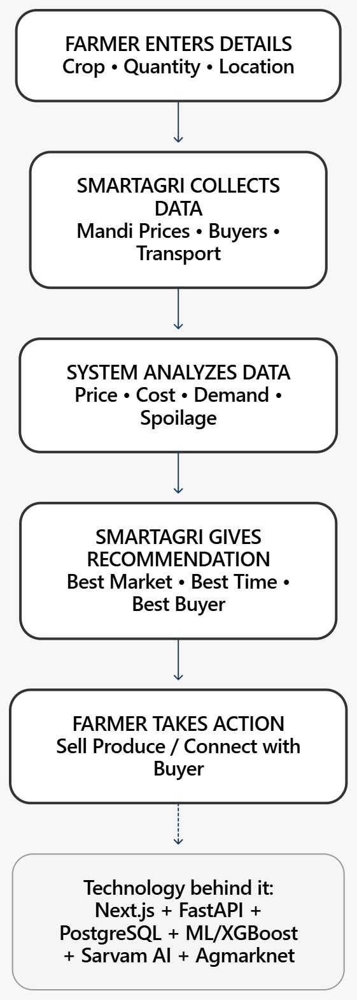 FARMER ENTERS DETAILS
Crop • Quantity • Location
SMARTAGRI COLLECTS
DATA
Mandi Prices • Buyers •
Transport
SYSTEM ANALYZES DATA
Price • Cost • Demand •
Spoilage
SMARTAGRI GIVES
RECOMMENDATION
Best Market • Best Time •
Best Buyer
FARMER TAKES ACTION
Sell Produce / Connect with
Buyer
Technology behind it:
Next.js + FastAPI +
PostgreSQL + ML/XGBoost
+ Sarvam AI + Agmarknet